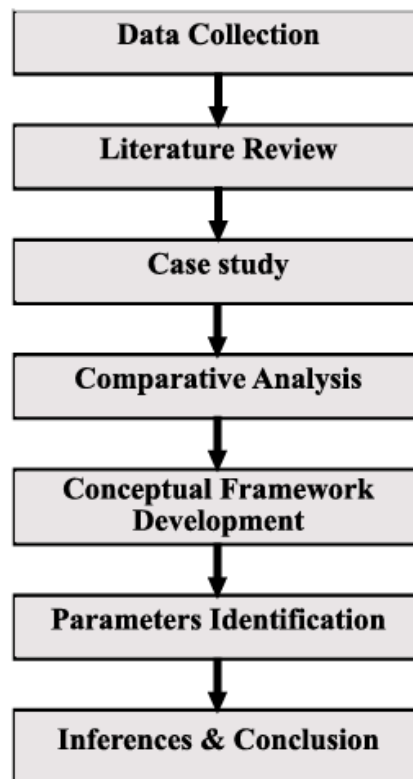 Data Collection
Literature Review
Case study
Comparative Analysis
Conceptual Framework
Development
Parameters Identification
Inferences & Conclusion